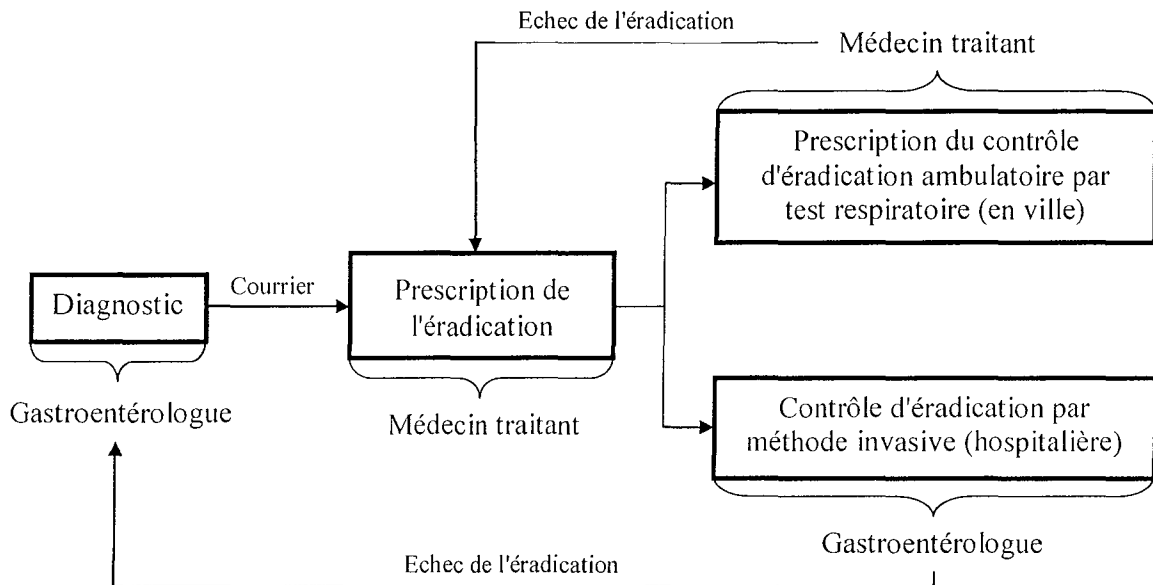 Echec de l'éradication
Médecin traitant
Prescription du contrôle
d'éradication ambulatoire par
test respiratoire (en ville)
Diagnostic
Courrier
Prescription de
l'éradication
Gastroentérologue
Médecin traitant
Contrôle d'éradication par
méthode invasive (hospitalière)
Gastroentérologue
Echec de l'éradication